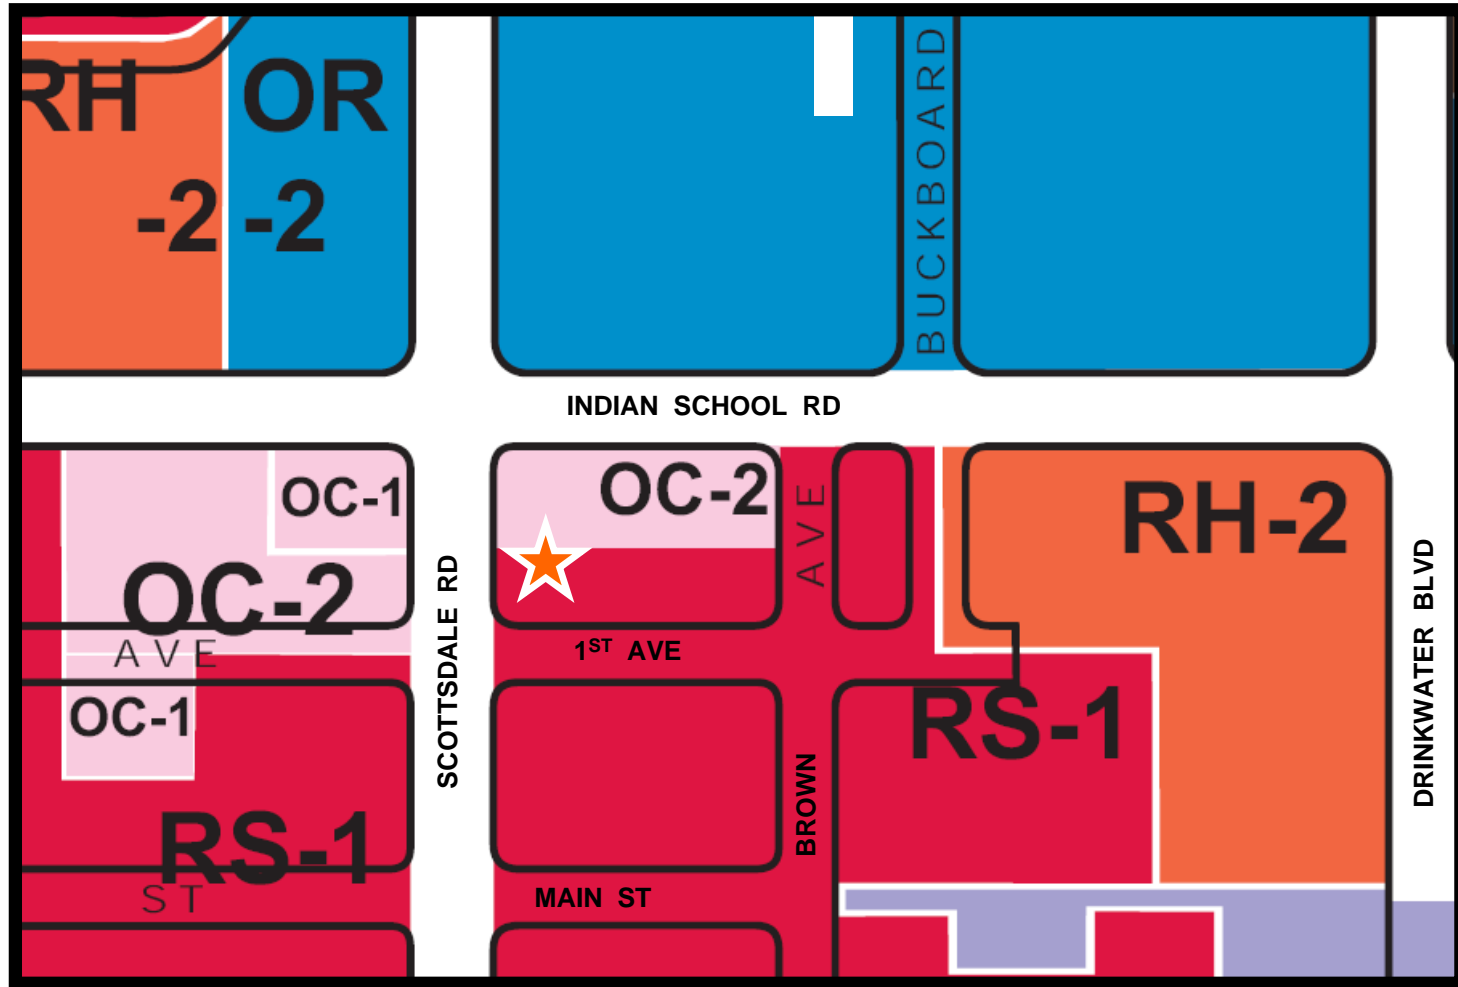 RH
-2
OR
-2
BUCKBOARD
INDIAN SCHOOL RD
OC-1
OC-2
AVE
OC-1
RS-1
ST
SCOTTSDALE RD
OC-2
1ST AVE
MAIN ST
AVE
BROWN
RH-2
RS-1
DRINKWATER BLVD